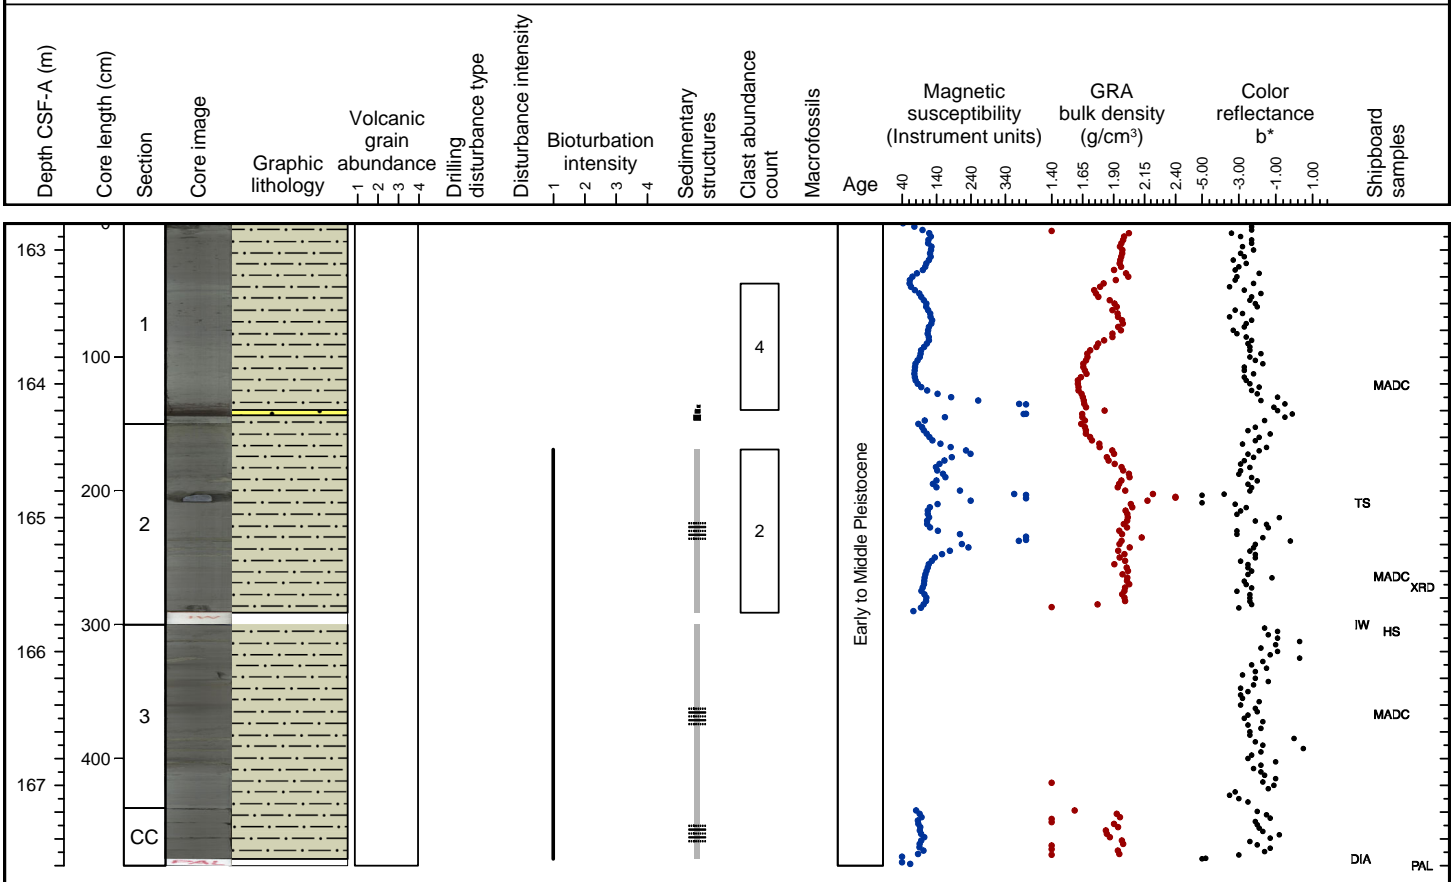 Depth CSF-A (m)
Core length (cm)
Section
Core image
Graphic
lithology
Volcanic
grain
abundance
1 2 3 4
Drilling
disturbance type
Disturbance intensity
Bioturbation
intensity
1 2 3 4
Sedimentary
structures
Clast abundance
count
Macrofossils
Age
Magnetic
susceptibility
(Instrument units)
40 140 240 340
GRA
bulk density
(g/cm³)
1.40 1.65 1.90 2.15 2.40
Color
reflectance
b*
-5.00 -3.00 -1.00 1.00
Shipboard
samples
0
163
1
100
4
164
MADC
200
2
2
165
TS
Early to Middle Pleistocene
MADC
XRD
300
IW
HS
166
3
MADC
400
167
CC
PAL
DIA
PAL